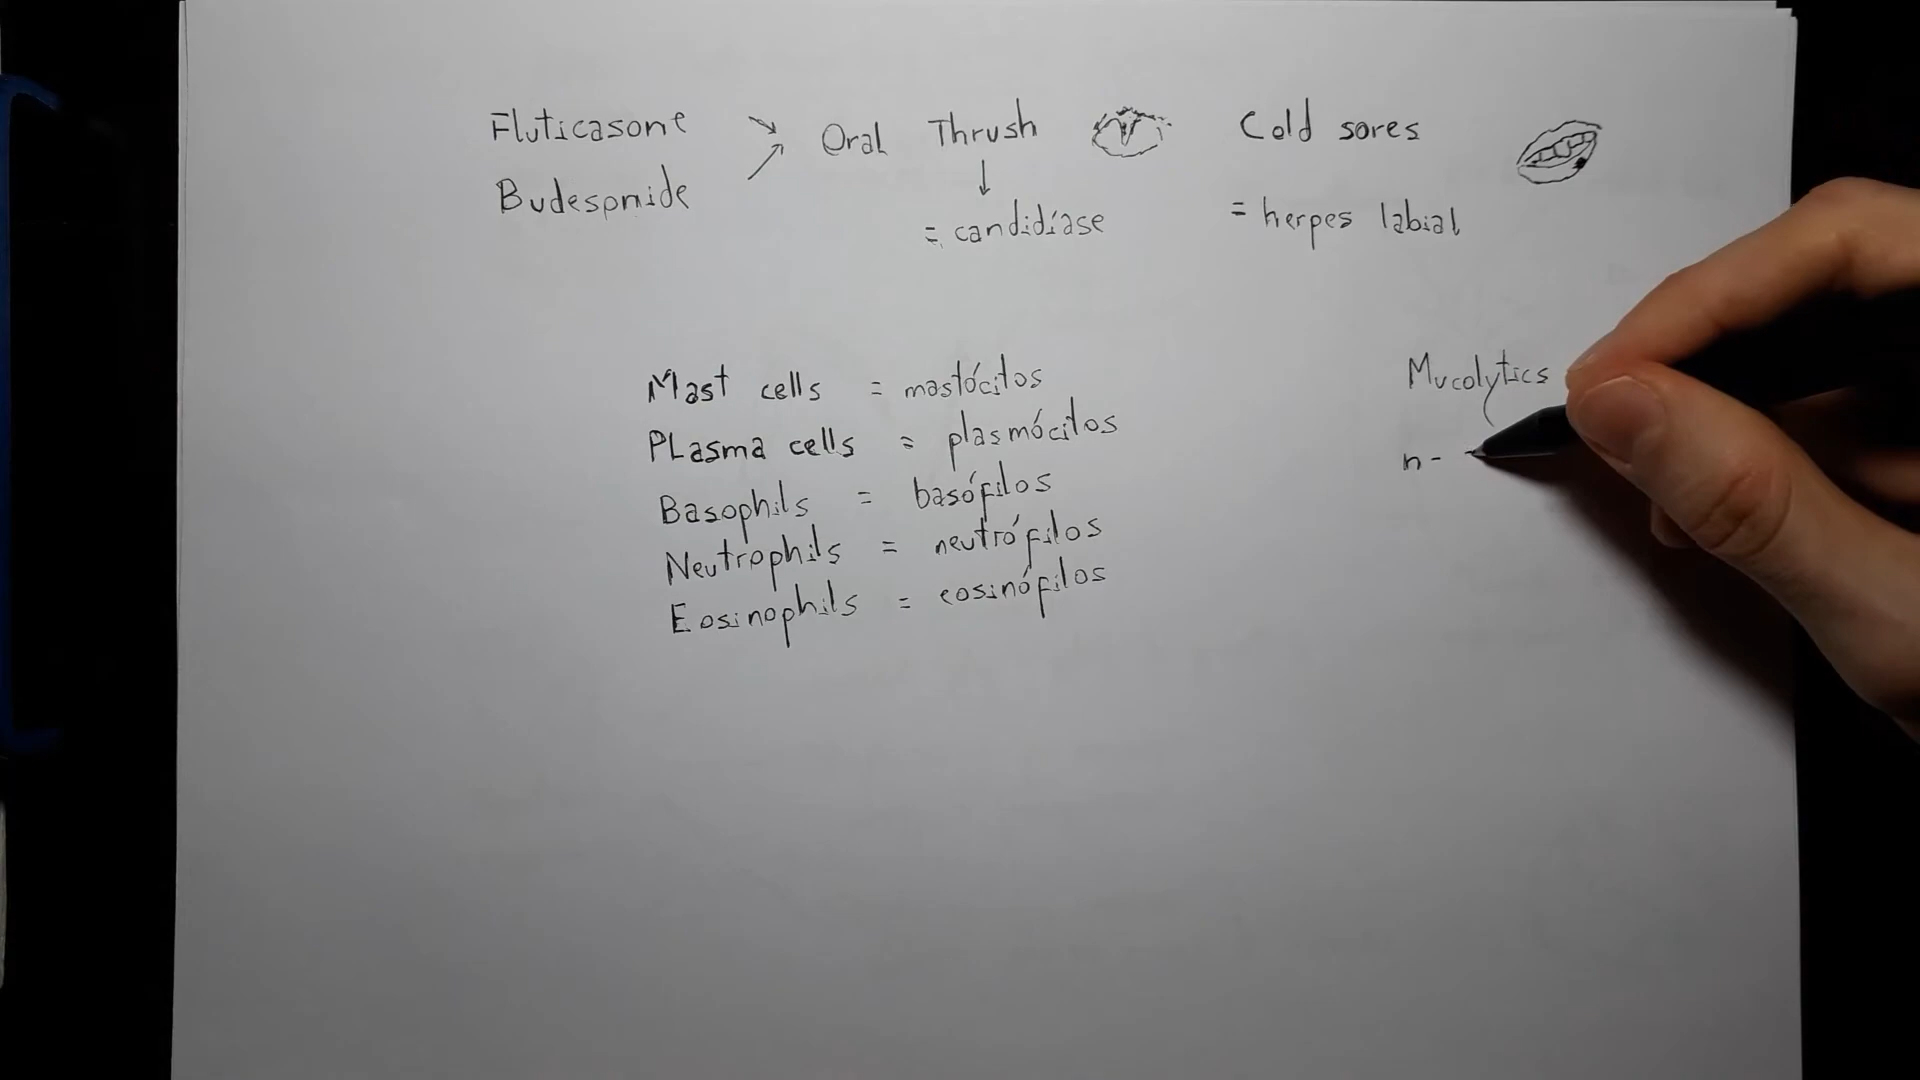 Fluticasone
Budesonide
Oral Thrush
= candidíase
Cold sores
= herpes labial
Mast cells = mastócitos
PLasma cells = plasmócitos
Basophils = basófilos
Neutrophils = neutrófilos
Eosinophils = eosinófilos
Mucolytics
n-